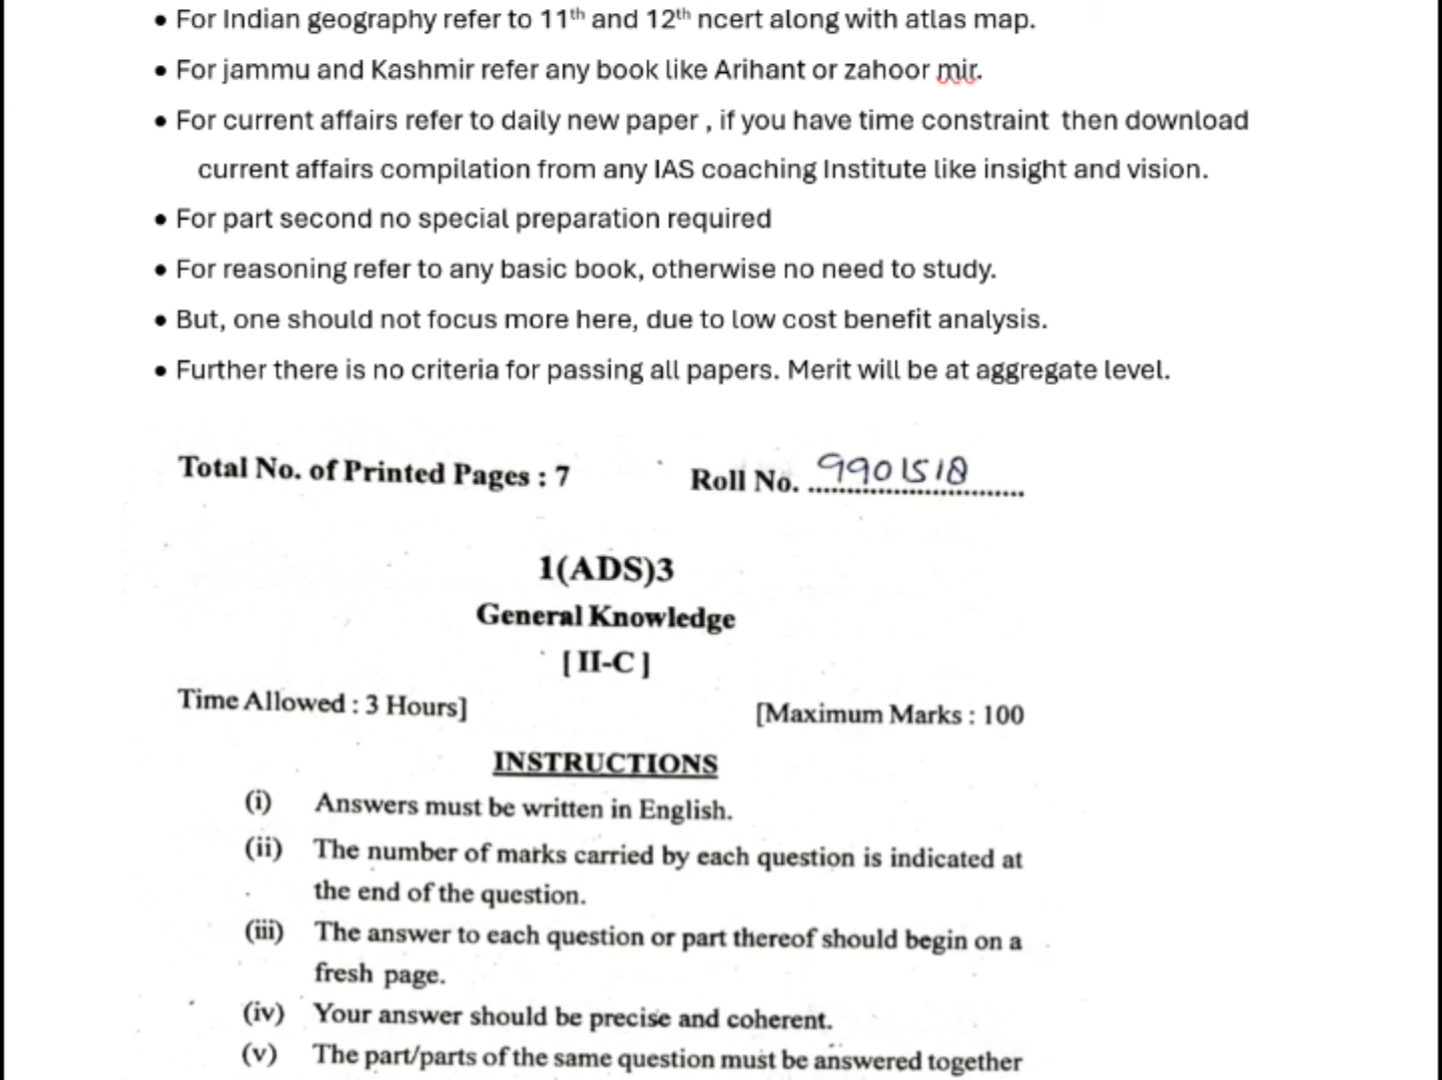 • For Indian geography refer to 11th and 12th ncert along with atlas map.
• For jammu and Kashmir refer any book like Arihant or zahoor mir.
• For current affairs refer to daily new paper , if you have time constraint then download
current affairs compilation from any IAS coaching Institute like insight and vision.
• For part second no special preparation required
• For reasoning refer to any basic book, otherwise no need to study.
• But, one should not focus more here, due to low cost benefit analysis.
• Further there is no criteria for passing all papers. Merit will be at aggregate level.
Total No. of Printed Pages : 7 Roll No. 9901518
1(ADS)3
General Knowledge
[ II-C ]
Time Allowed : 3 Hours] [Maximum Marks : 100
INSTRUCTIONS
(i) Answers must be written in English.
(ii) The number of marks carried by each question is indicated at
the end of the question.
(iii) The answer to each question or part thereof should begin on a
fresh page.
(iv) Your answer should be precise and coherent.
(v) The part/parts of the same question must be answered together